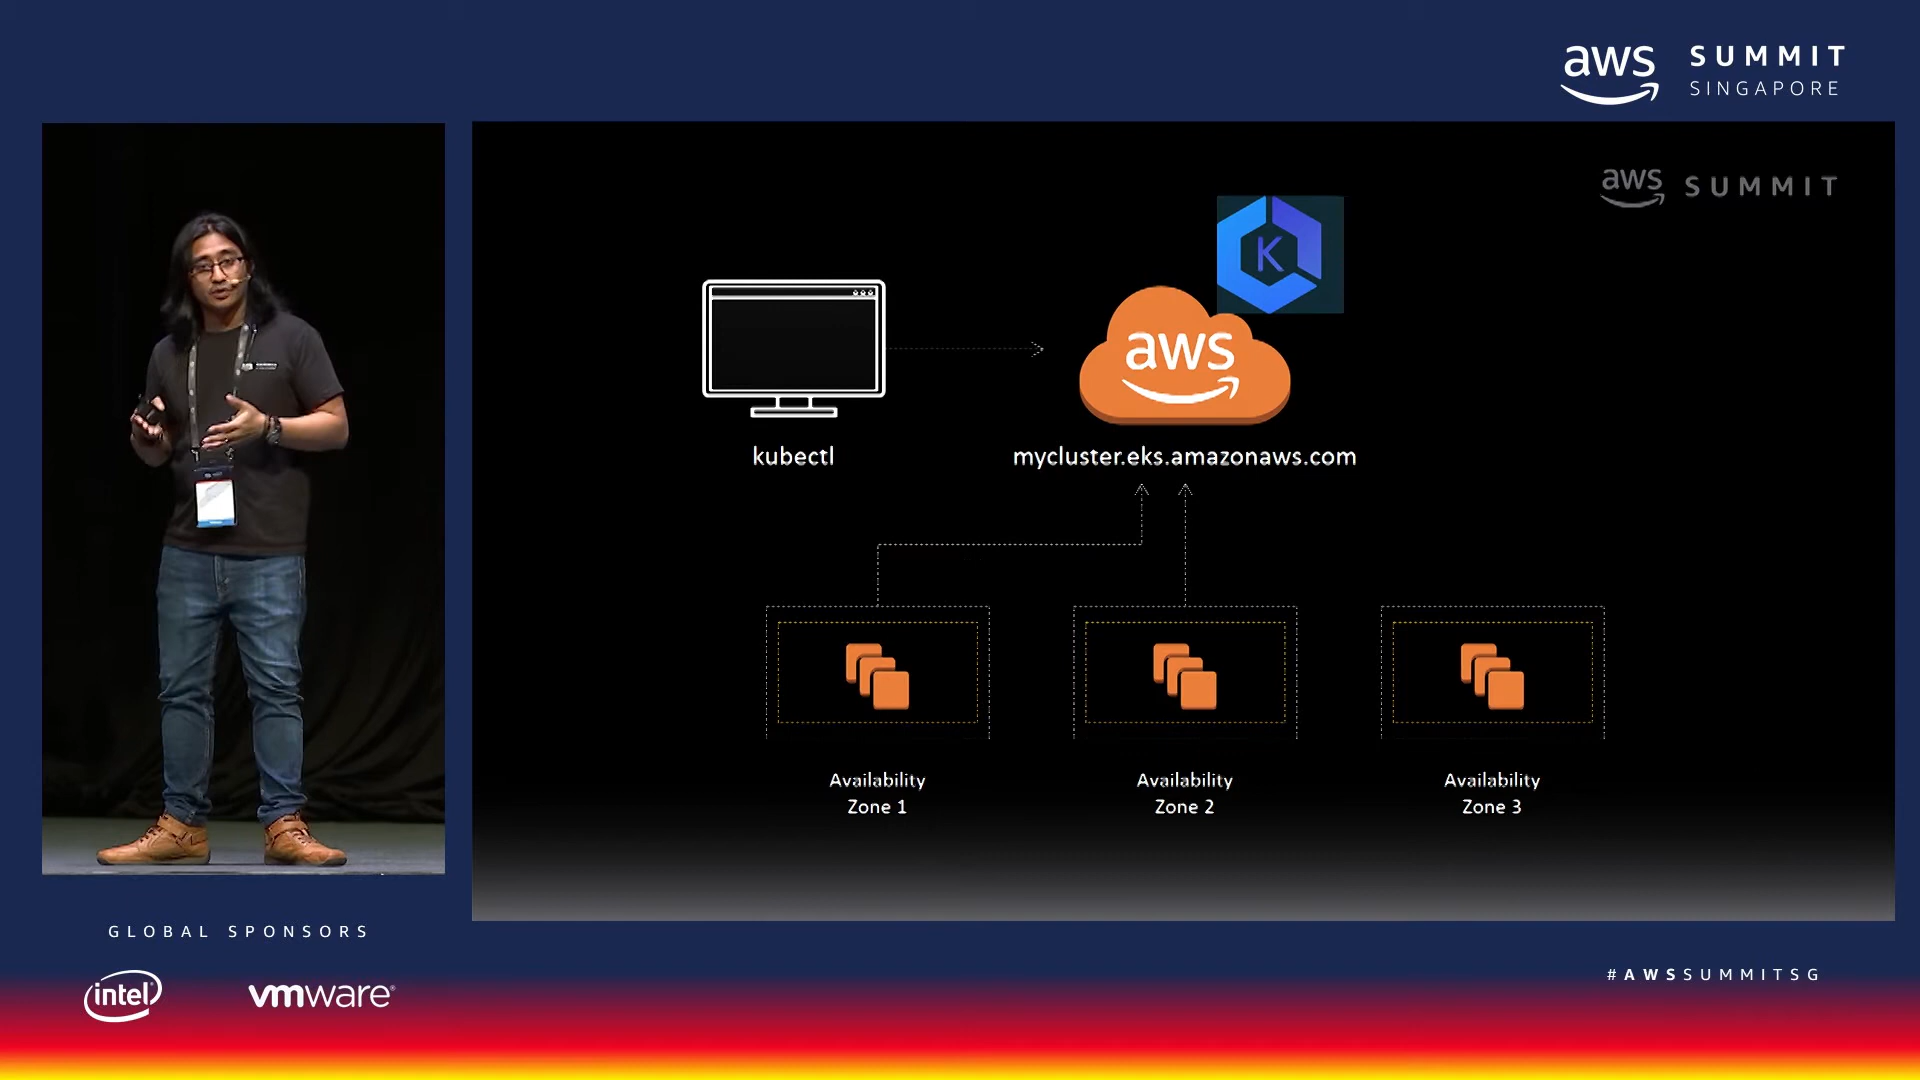 aws SUMMIT
SINGAPORE
aws SUMMIT
K
aws
kubectl
mycluster.eks.amazonaws.com
Availability
Zone 1
Availability
Zone 2
Availability
Zone 3
GLOBAL SPONSORS
intel
vmware®
#AWSSUMMITSG